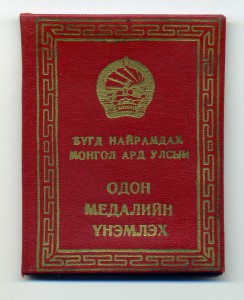 БҮГД НАЙРАМДАХ
МОНГОЛ АРД УЛСЫН
ОДОН
МЕДАЛИЙН
ҮНЭМЛЭХ